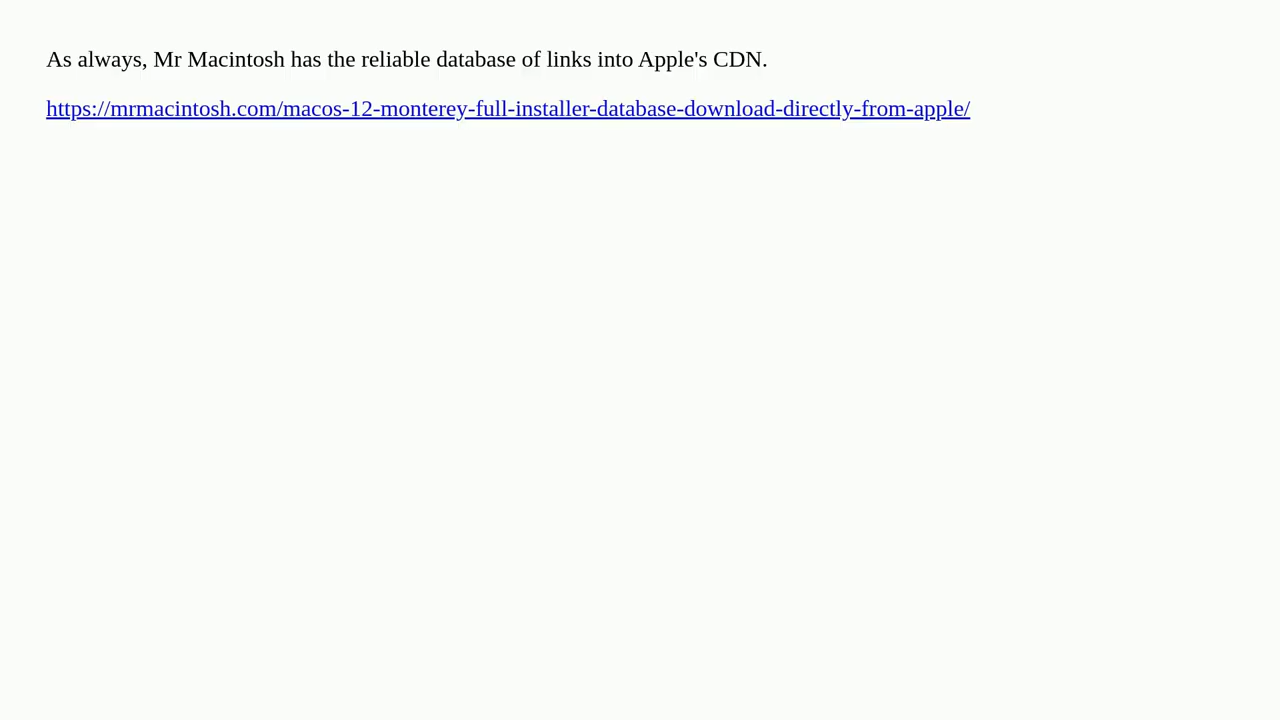 As always, Mr Macintosh has the reliable database of links into Apple's CDN.
https://mrmacintosh.com/macos-12-monterey-full-installer-database-download-directly-from-apple/